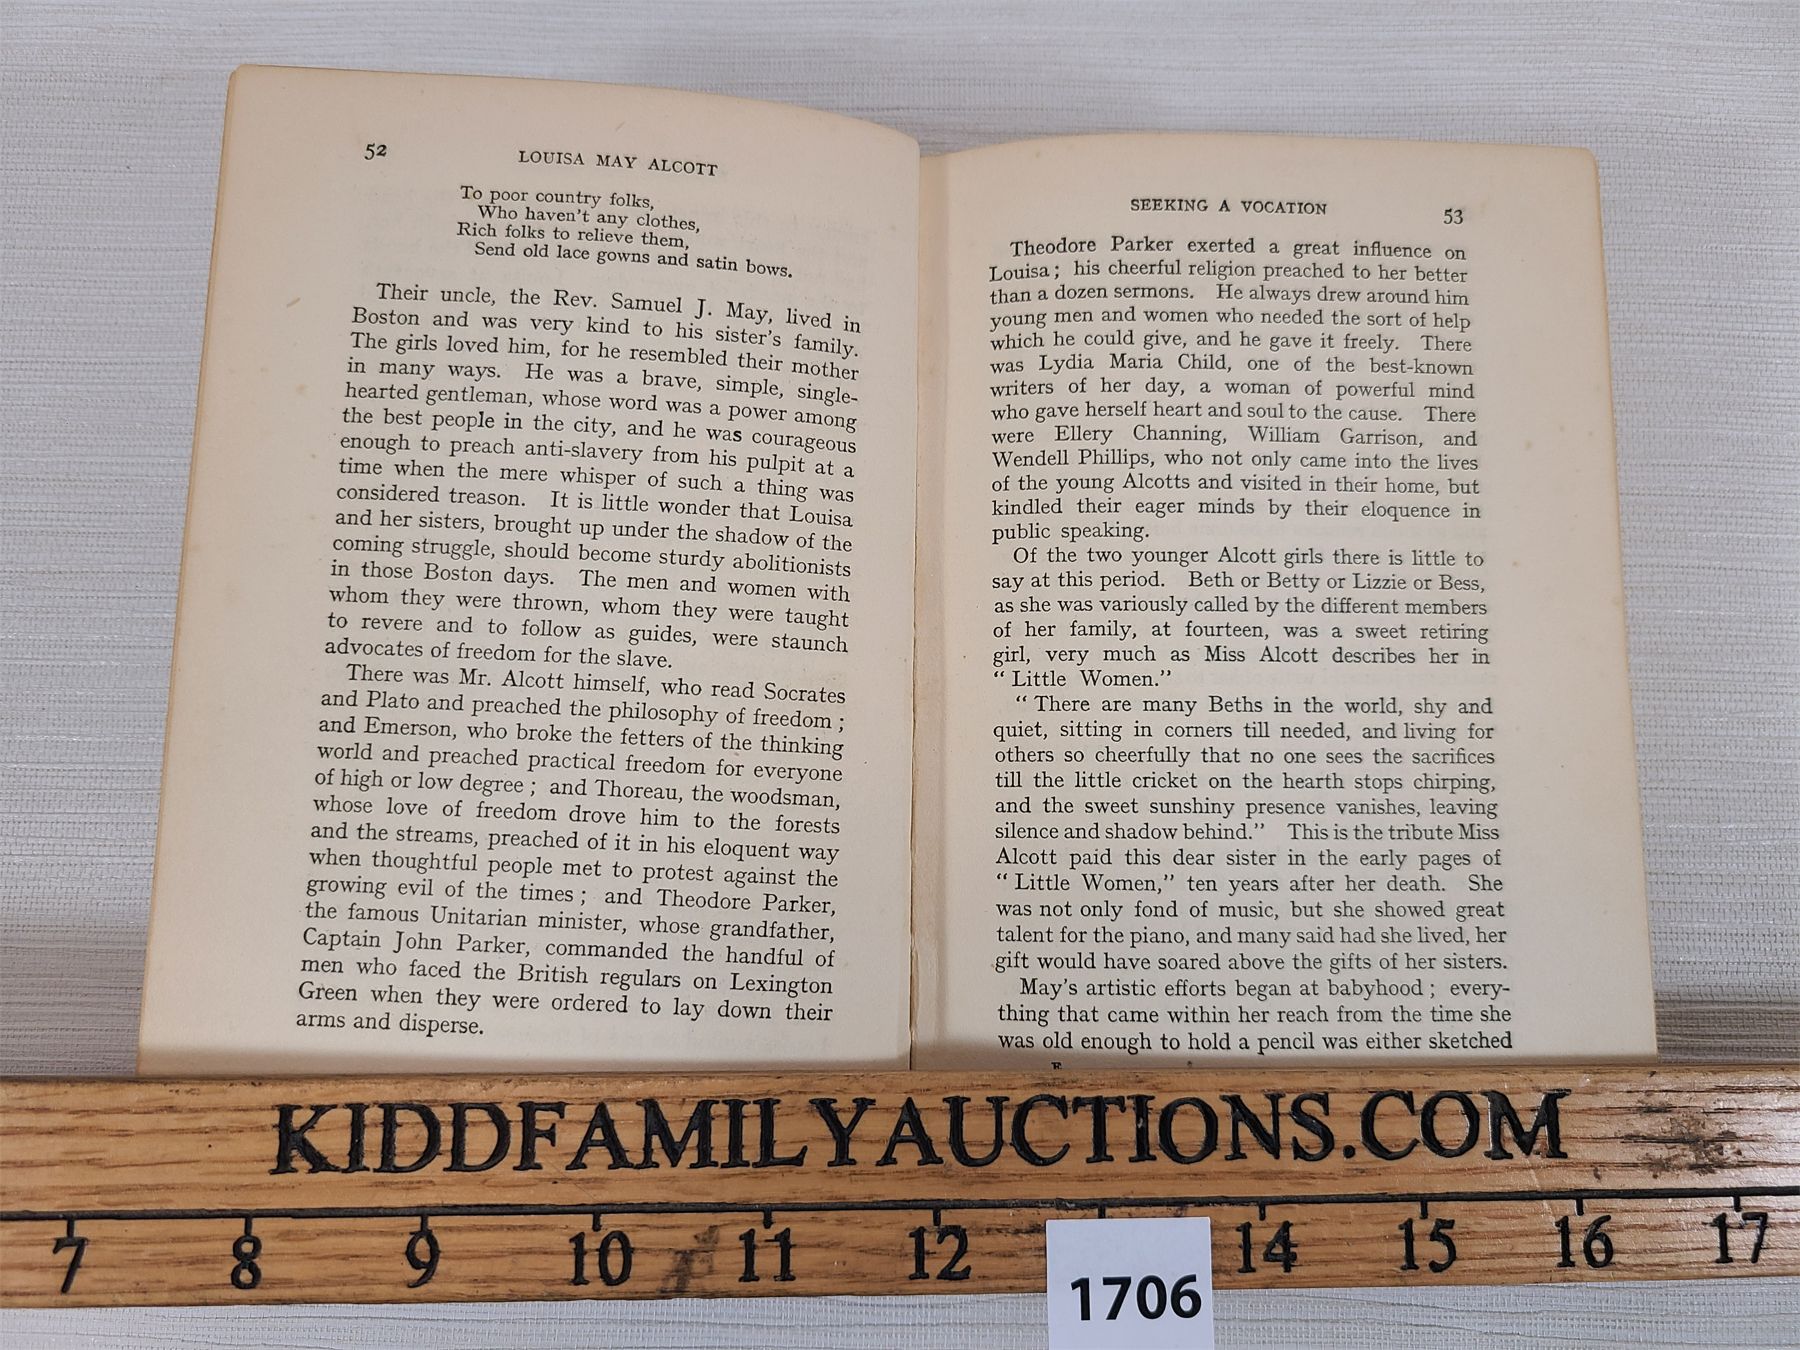 52
LOUISA MAY ALCOTT
To poor country folks,
Who haven't any clothes,
Rich folks to relieve them,
Send old lace gowns and satin bows.
Their uncle, the Rev. Samuel J. May, lived in
Boston and was very kind to his sister's family.
The girls loved him, for he resembled their mother
in many ways. He was a brave, simple, single-
hearted gentleman, whose word was a power among
the best people in the city, and he was courageous
enough to preach anti-slavery from his pulpit at a
time when the mere whisper of such a thing was
considered treason. It is little wonder that Louisa
and her sisters, brought up under the shadow of the
coming struggle, should become sturdy abolitionists
in those Boston days. The men and women with
whom they were thrown, whom they were taught
to revere and to follow as guides, were staunch
advocates of freedom for the slave.
There was Mr. Alcott himself, who read Socrates
and Plato and preached the philosophy of freedom ;
and Emerson, who broke the fetters of the thinking
world and preached practical freedom for everyone
of high or low degree ; and Thoreau, the woodsman,
whose love of freedom drove him to the forests
and the streams, preached of it in his eloquent way
when thoughtful people met to protest against the
growing evil of the times ; and Theodore Parker,
the famous Unitarian minister, whose grandfather,
Captain John Parker, commanded the handful of
men who faced the British regulars on Lexington
Green when they were ordered to lay down their
arms and disperse.
SEEKING A VOCATION
53
Theodore Parker exerted a great influence on
Louisa ; his cheerful religion preached to her better
than a dozen sermons. He always drew around him
young men and women who needed the sort of help
which he could give, and he gave it freely. There
was Lydia Maria Child, one of the best-known
writers of her day, a woman of powerful mind
who gave herself heart and soul to the cause. There
were Ellery Channing, William Garrison, and
Wendell Phillips, who not only came into the lives
of the young Alcotts and visited in their home, but
kindled their eager minds by their eloquence in
public speaking.
Of the two younger Alcott girls there is little to
say at this period. Beth or Betty or Lizzie or Bess,
as she was variously called by the different members
of her family, at fourteen, was a sweet retiring
girl, very much as Miss Alcott describes her in
“ Little Women.”
“ There are many Beths in the world, shy and
quiet, sitting in corners till needed, and living for
others so cheerfully that no one sees the sacrifices
till the little cricket on the hearth stops chirping,
and the sweet sunshiny presence vanishes, leaving
silence and shadow behind.” This is the tribute Miss
Alcott paid this dear sister in the early pages of
“ Little Women,” ten years after her death. She
was not only fond of music, but she showed great
talent for the piano, and many said had she lived, her
gift would have soared above the gifts of her sisters.
May's artistic efforts began at babyhood ; every-
thing that came within her reach from the time she
was old enough to hold a pencil was either sketched
E
KIDDFAMILYAUCTIONS.COM
7 8 9 10 11 12 14 15 16 17
1706